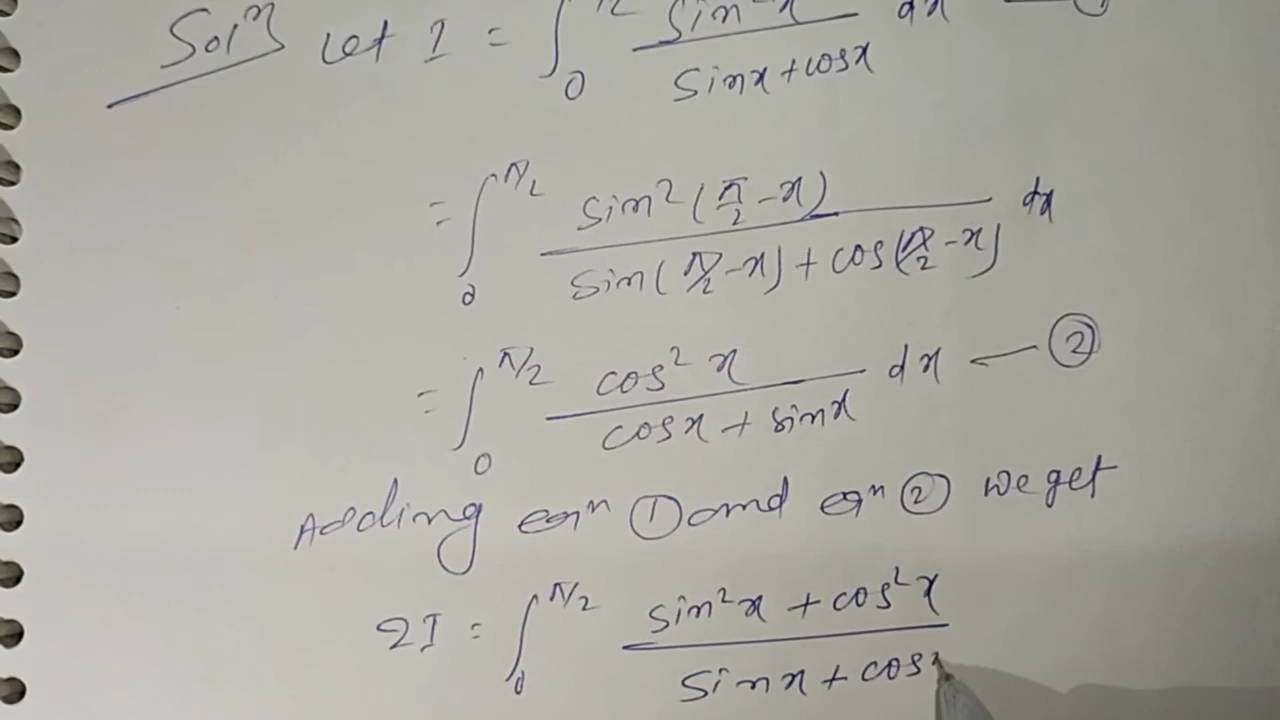 Solⁿ Let I = ∫₀ sin²x / sinx + cosx dx
= ∫₀^π/2 sin²(π/2 - x) / sin(π/2 - x) + cos(π/2 - x) dx
= ∫₀^π/2 cos²x / cosx + sinx dx — ②
Adding eqⁿ ① and eqⁿ ② we get
2I = ∫₀^π/2 sin²x + cos²x / sinx + cos